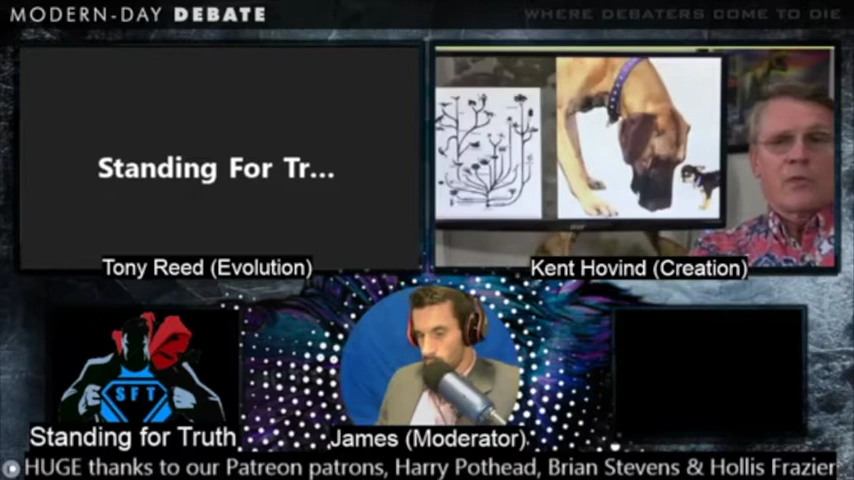 MODERN-DAY DEBATE
WHERE DEBATERS COME TO DIE
Standing For Tr...
Tony Reed (Evolution)
Kent Hovind (Creation)
SFT
Standing for Truth
James (Moderator)
HUGE thanks to our Patreon patrons, Harry Pothead, Brian Stevens & Hollis Frazier